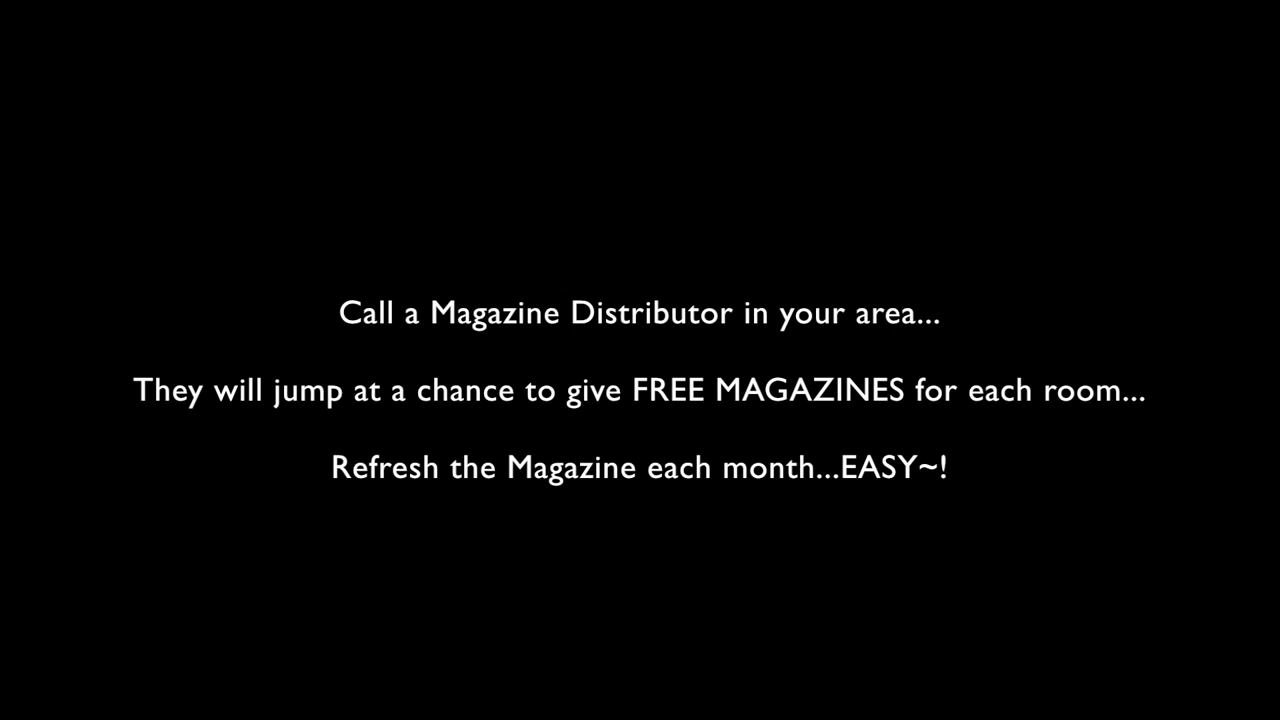 Call a Magazine Distributor in your area...
They will jump at a chance to give FREE MAGAZINES for each room...
Refresh the Magazine each month...EASY~!